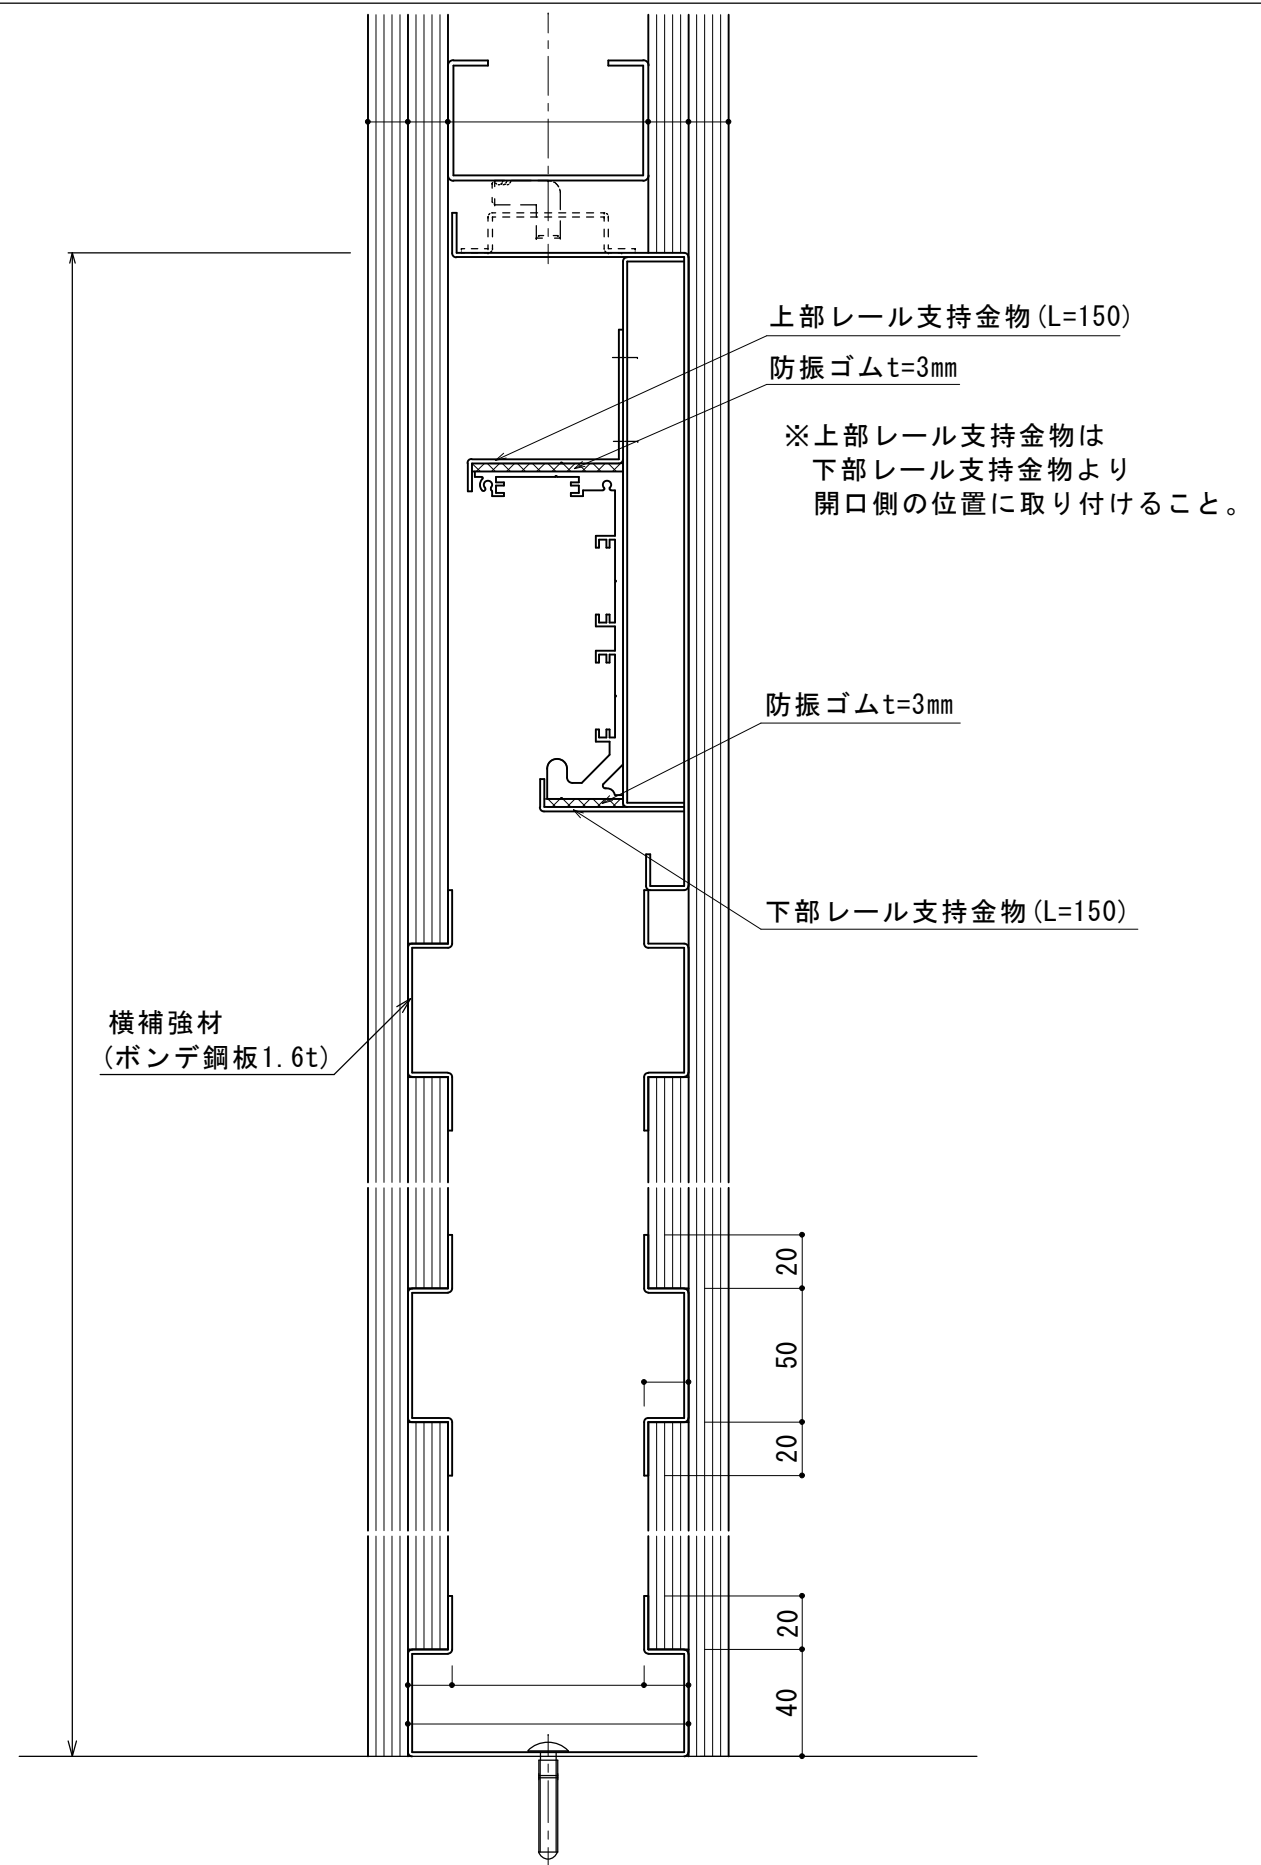 上部レール支持金物(L=150)
防振ゴムt=3mm
※上部レール支持金物は
下部レール支持金物より
開口側の位置に取り付けること。
防振ゴムt=3mm
下部レール支持金物(L=150)
横補強材
(ボンデ鋼板1.6t)
20
50
20
20
40